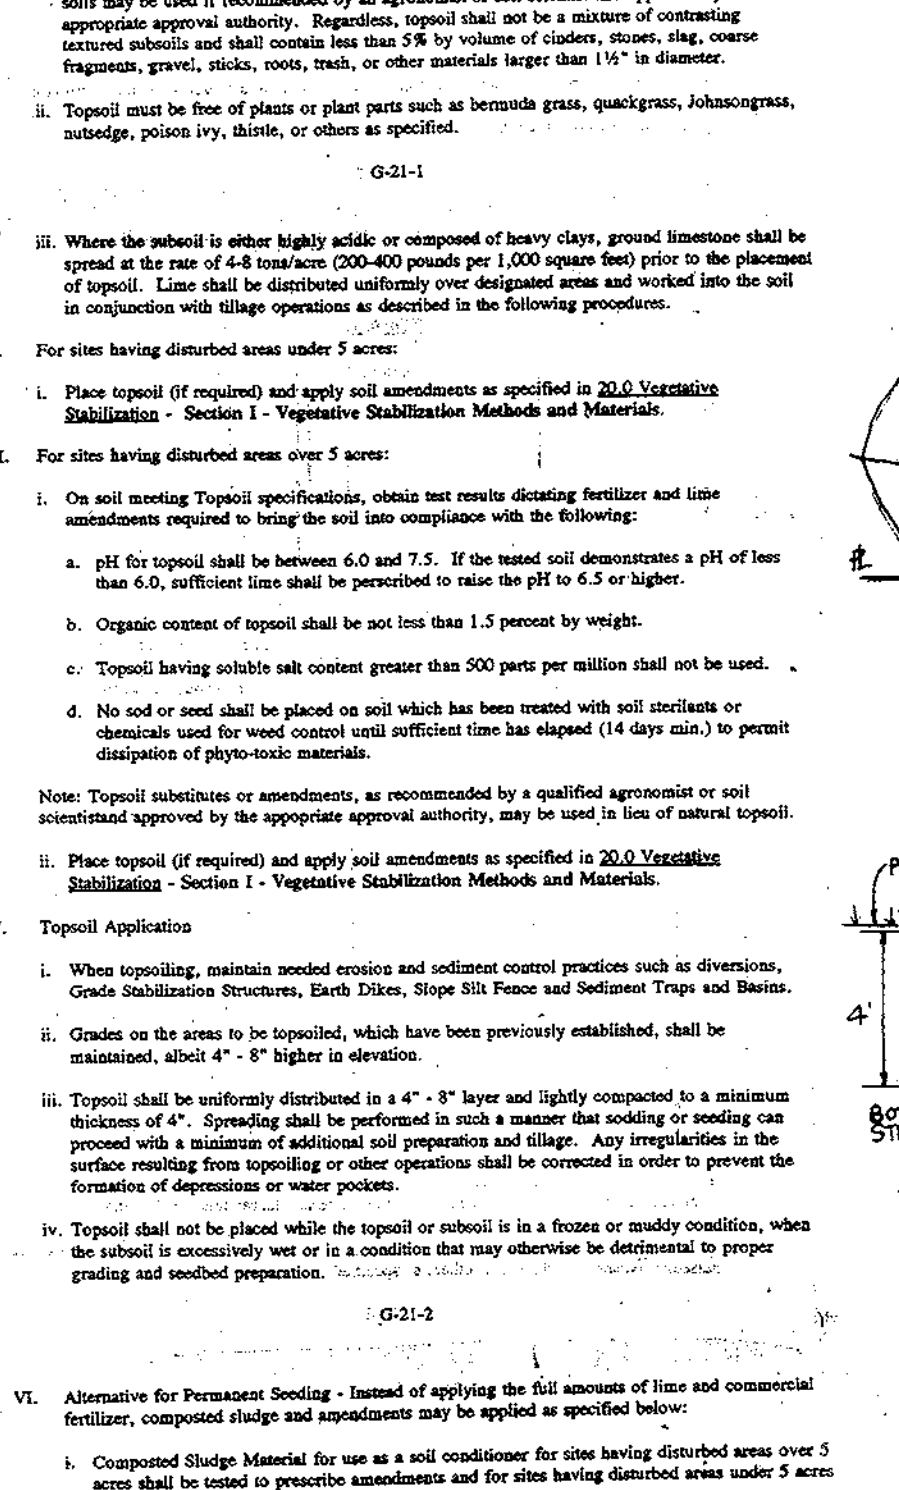 soils may be used if recommended by an agronomist or soil scientist and approved by
appropriate approval authority. Regardless, topsoil shall not be a mixture of contrasting
textured subsoils and shall contain less than 5% by volume of cinders, stones, slag, coarse
fragments, gravel, sticks, roots, trash, or other materials larger than 1½" in diameter.
ii. Topsoil must be free of plants or plant parts such as bermuda grass, quackgrass, Johnsongrass,
nutsedge, poison ivy, thistle, or others as specified.
G-21-1
iii. Where the subsoil is either highly acidic or composed of heavy clays, ground limestone shall be
spread at the rate of 4-8 tons/acre (200-400 pounds per 1,000 square feet) prior to the placement
of topsoil. Lime shall be distributed uniformly over designated areas and worked into the soil
in conjunction with tillage operations as described in the following procedures.
For sites having disturbed areas under 5 acres:
i. Place topsoil (if required) and apply soil amendments as specified in 20.0 Vegetative
Stabilization - Section I - Vegetative Stabilization Methods and Materials.
I. For sites having disturbed areas over 5 acres:
i. On soil meeting Topsoil specifications, obtain test results dictating fertilizer and lime
amendments required to bring the soil into compliance with the following:
a. pH for topsoil shall be between 6.0 and 7.5. If the tested soil demonstrates a pH of less
than 6.0, sufficient lime shall be perscribed to raise the pH to 6.5 or higher.
b. Organic content of topsoil shall be not less than 1.5 percent by weight.
c. Topsoil having soluble salt content greater than 500 parts per million shall not be used.
d. No sod or seed shall be placed on soil which has been treated with soil sterilants or
chemicals used for weed control until sufficient time has elapsed (14 days min.) to permit
dissipation of phyto-toxic materials.
Note: Topsoil substitutes or amendments, as recommended by a qualified agronomist or soil
scientistand approved by the appopriate approval authority, may be used in lieu of natural topsoil.
ii. Place topsoil (if required) and apply soil amendments as specified in 20.0 Vegetative
Stabilization - Section I - Vegetative Stabilization Methods and Materials.
Topsoil Application
i. When topsoiling, maintain needed erosion and sediment control practices such as diversions,
Grade Stabilization Structures, Earth Dikes, Slope Silt Fence and Sediment Traps and Basins.
ii. Grades on the areas to be topsoiled, which have been previously established, shall be
maintained, albeit 4" - 8" higher in elevation.
4'
iii. Topsoil shall be uniformly distributed in a 4" - 8" layer and lightly compacted to a minimum
thickness of 4". Spreading shall be performed in such a manner that sodding or seeding can
proceed with a minimum of additional soil preparation and tillage. Any irregularities in the
surface resulting from topsoiling or other operations shall be corrected in order to prevent the
formation of depressions or water pockets.
iv. Topsoil shall not be placed while the topsoil or subsoil is in a frozen or muddy condition, when
the subsoil is excessively wet or in a condition that may otherwise be detrimental to proper
grading and seedbed preparation.
G-21-2
VI. Alternative for Permanent Seeding - Instead of applying the full amounts of lime and commercial
fertilizer, composted sludge and amendments may be applied as specified below:
i. Composted Sludge Material for use as a soil conditioner for sites having disturbed areas over 5
acres shall be tested to prescribe amendments and for sites having disturbed areas under 5 acres